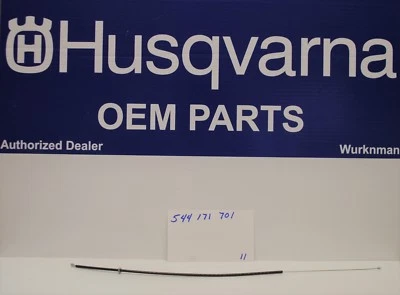 Husqvarna
OEM PARTS
Authorized Dealer Wurknman
544 171 701
11